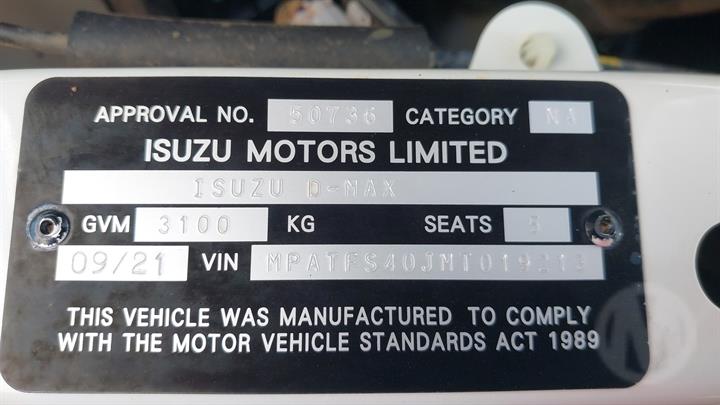 APPROVAL NO. 50736 CATEGORY NA
ISUZU MOTORS LIMITED
ISUZU D-MAX
GVM 3100 KG SEATS 5
09/21 VIN
THIS VEHICLE WAS MANUFACTURED TO COMPLY
WITH THE MOTOR VEHICLE STANDARDS ACT 1989